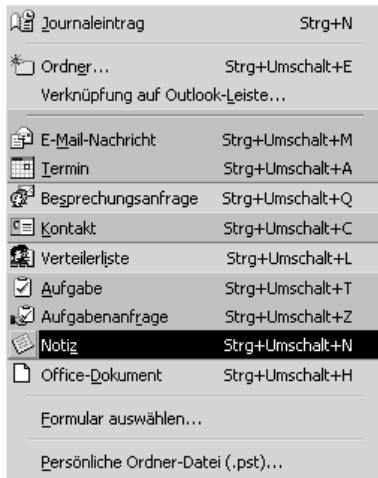 Journaleintrag Strg+N
Ordner... Strg+Umschalt+E
Verknüpfung auf Outlook-Leiste...
E-Mail-Nachricht Strg+Umschalt+M
Termin Strg+Umschalt+A
Besprechungsanfrage Strg+Umschalt+Q
Kontakt Strg+Umschalt+C
Verteilerliste Strg+Umschalt+L
Aufgabe Strg+Umschalt+T
Aufgabenanfrage Strg+Umschalt+Z
Notiz Strg+Umschalt+N
Office-Dokument Strg+Umschalt+H
Formular auswählen...
Persönliche Ordner-Datei (.pst)...